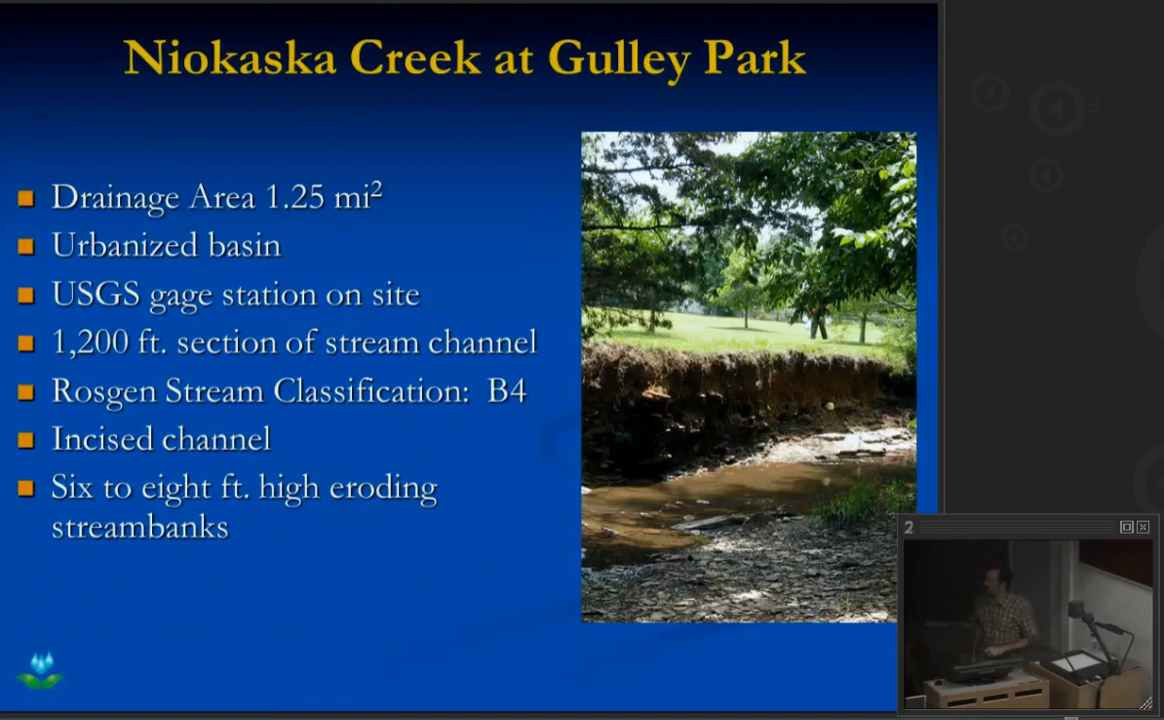 Niokaska Creek at Gulley Park
Drainage Area 1.25 mi²
Urbanized basin
USGS gage station on site
1,200 ft. section of stream channel
Rosgen Stream Classification:  B4
Incised channel
Six to eight ft. high eroding
streambanks
2